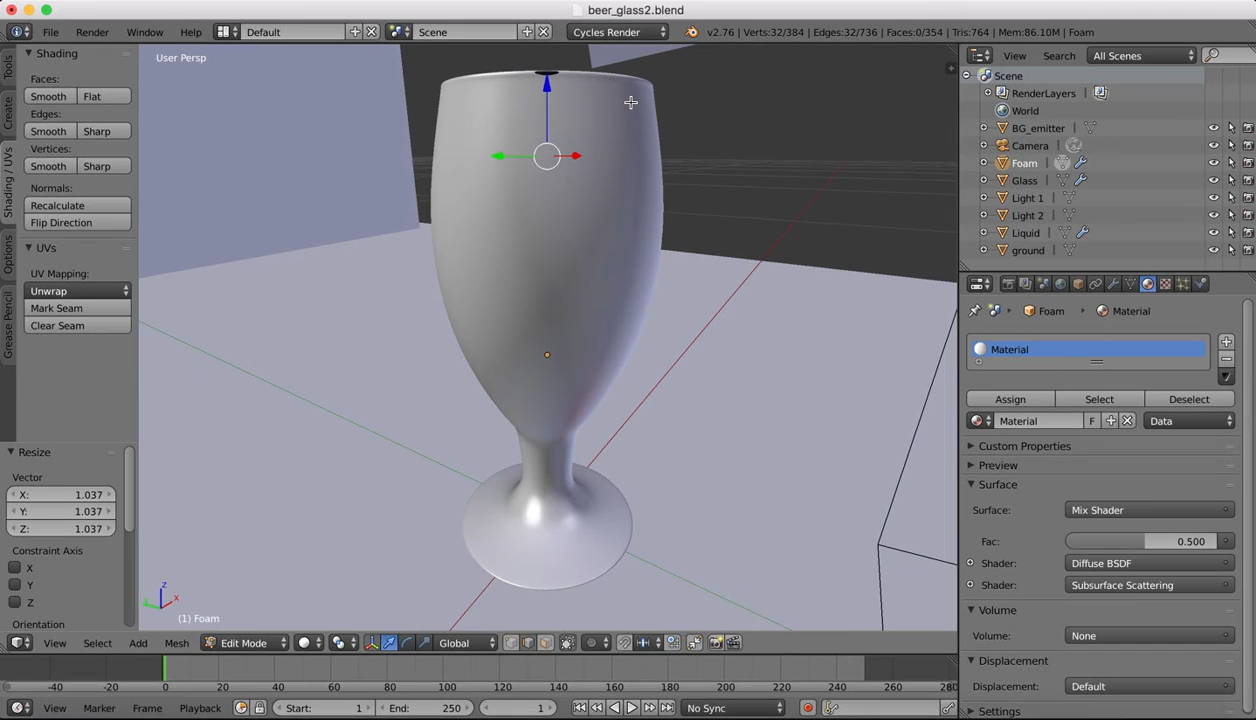 beer_glass2.blend
File Render Window Help Default Scene Cycles Render v2.76 | Verts:32/384 | Edges:32/736 | Faces:0/354 | Tris:764 | Mem:86.10M | Foam
Tools
Create
Shading / UVs
Options
Grease Pencil
Shading
Faces:
Smooth Flat
Edges:
Smooth Sharp
Vertices:
Smooth Sharp
Normals:
Recalculate
Flip Direction
UVs
UV Mapping:
Unwrap
Mark Seam
Clear Seam
Resize
Vector
X: 1.037
Y: 1.037
Z: 1.037
Constraint Axis
X
Y
Z
Orientation
User Persp
z
y
x
(1) Foam
View Select Add Mesh Edit Mode Global
-40 -20 0 20 40 60 80 100 120 140 160 180 200 220 240 260 280
View Marker Frame Playback Start: 1 End: 250 1 No Sync
View Search All Scenes
Scene
RenderLayers
World
BG_emitter
Camera
Foam
Glass
Light 1
Light 2
Liquid
ground
Foam Material
Material
Assign Select Deselect
Material F Data
Custom Properties
Preview
Surface
Surface: Mix Shader
Fac: 0.500
Shader: Diffuse BSDF
Shader: Subsurface Scattering
Volume
Volume: None
Displacement
Displacement: Default
Settings